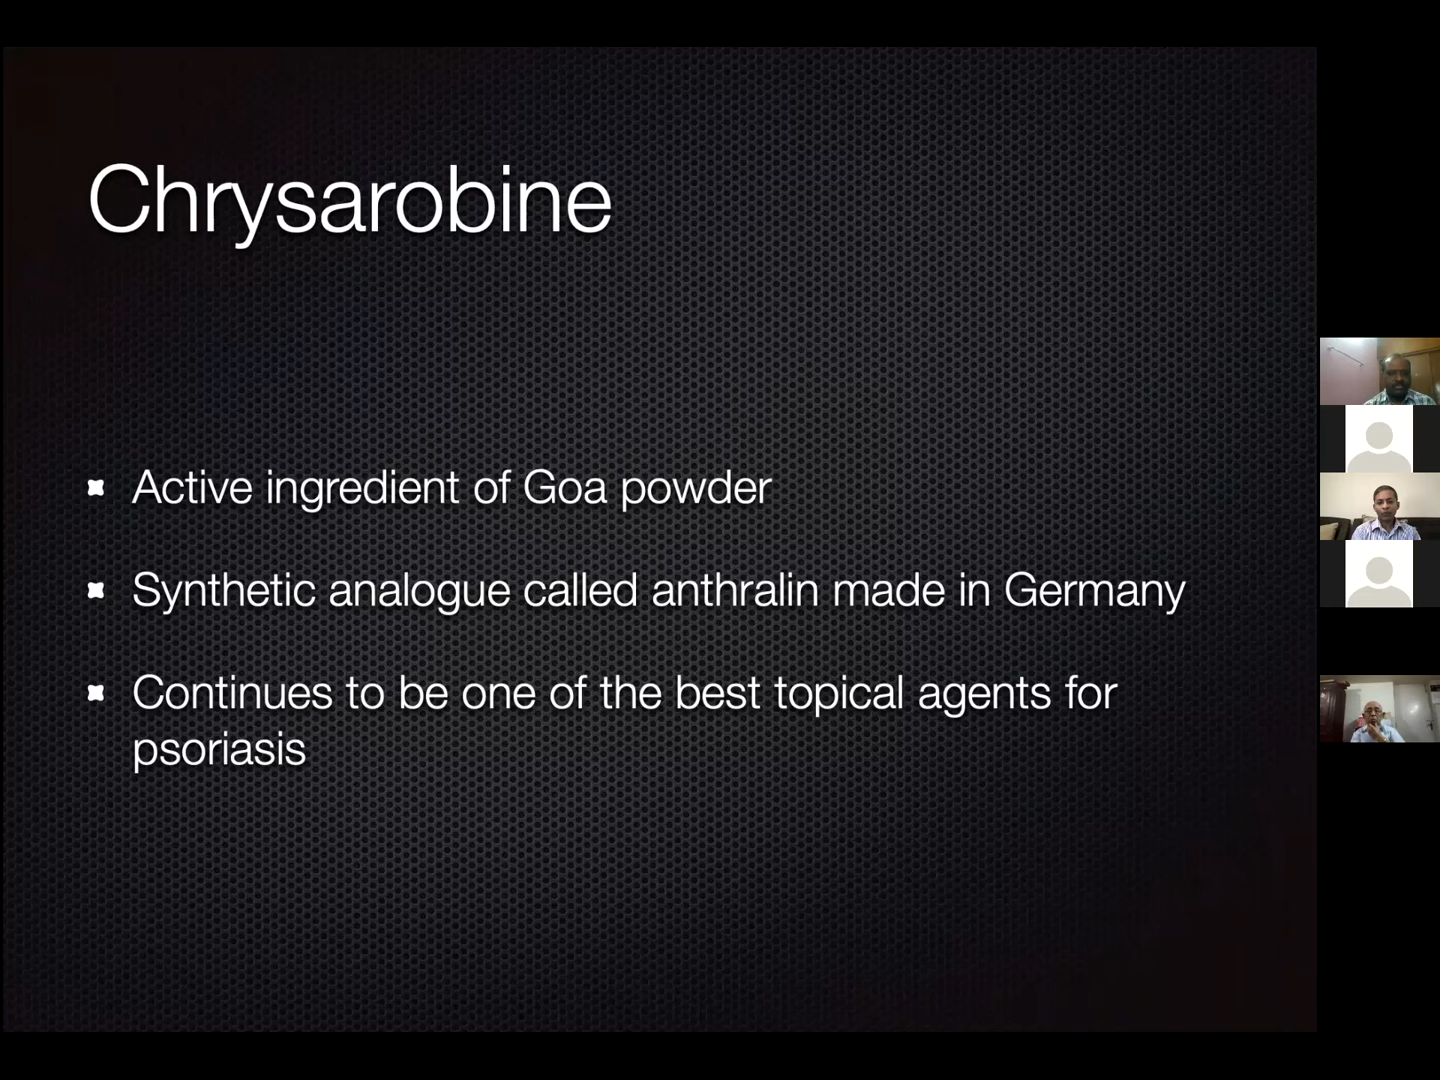 Chrysarobine
Active ingredient of Goa powder
Synthetic analogue called anthralin made in Germany
Continues to be one of the best topical agents for
psoriasis